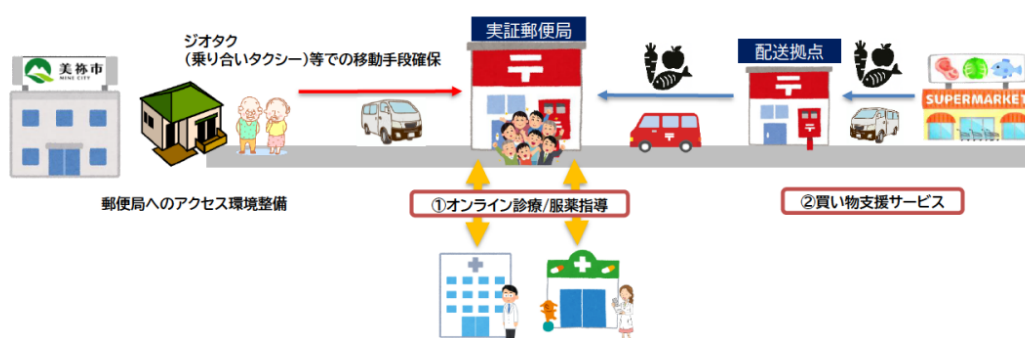 美祢市
MINE CITY
ジオタク
(乗り合いタクシー)等での移動手段確保
実証郵便局
配送拠点
SUPERMARKET
郵便局へのアクセス環境整備
①オンライン診療/服薬指導
②買い物支援サービス